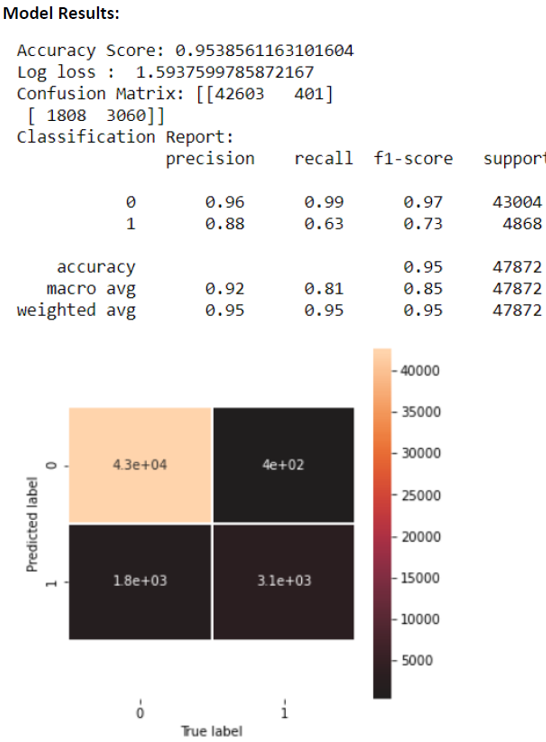 Model Results:
Accuracy Score: 0.9538561163101604
Log loss :  1.5937599785872167
Confusion Matrix: [[42603   401]
[ 1808  3060]]
Classification Report:
precision    recall  f1-score   support
0       0.96      0.99      0.97     43004
1       0.88      0.63      0.73      4868
accuracy                           0.95     47872
macro avg       0.92      0.81      0.85     47872
weighted avg       0.95      0.95      0.95     47872
40000
35000
30000
25000
20000
15000
10000
5000
Predicted label
0
4.3e+04 4e+02
1
1.8e+03 3.1e+03
0 1
True label